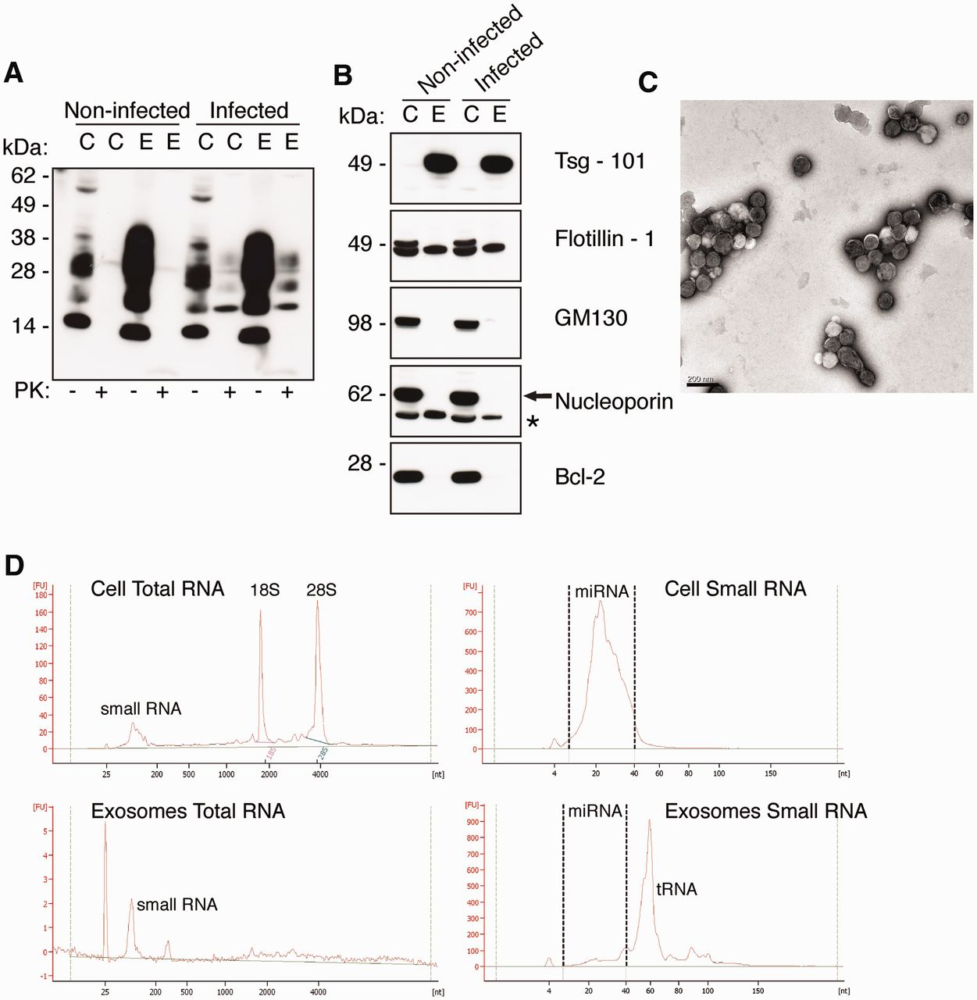 A
Non-infected Infected
kDa: C C E E C C E E
62 -
49 -
38 -
28 -
14 -
PK: - + - + - + - +
B
Non-infected
Infected
kDa: C E C E
49 - Tsg - 101
49 - Flotillin - 1
98 - GM130
62 - Nucleoporin
*
28 - Bcl-2
C
200 nm
D
[FU] Cell Total RNA 18S 28S
180
160
140
120
100
80
60
40
20
0
small RNA
18S 28S
25 200 500 1000 2000 4000 [nt]
[FU] miRNA Cell Small RNA
700
600
500
400
300
200
100
0
4 20 40 60 80 100 150 [nt]
[FU] Exosomes Total RNA
5
4
3
2
1
0
-1
small RNA
25 200 500 1000 2000 4000 [nt]
[FU] miRNA Exosomes Small RNA
900
800
700
600
500
400
300
200
100
0
tRNA
4 20 40 60 80 100 150 [nt]